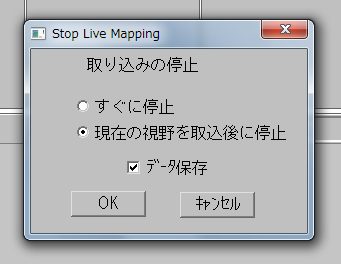 Stop Live Mapping
取り込みの停止
すぐに停止
現在の視野を取込後に停止
ﾃﾞｰﾀ保存
OK
ｷｬﾝｾﾙ